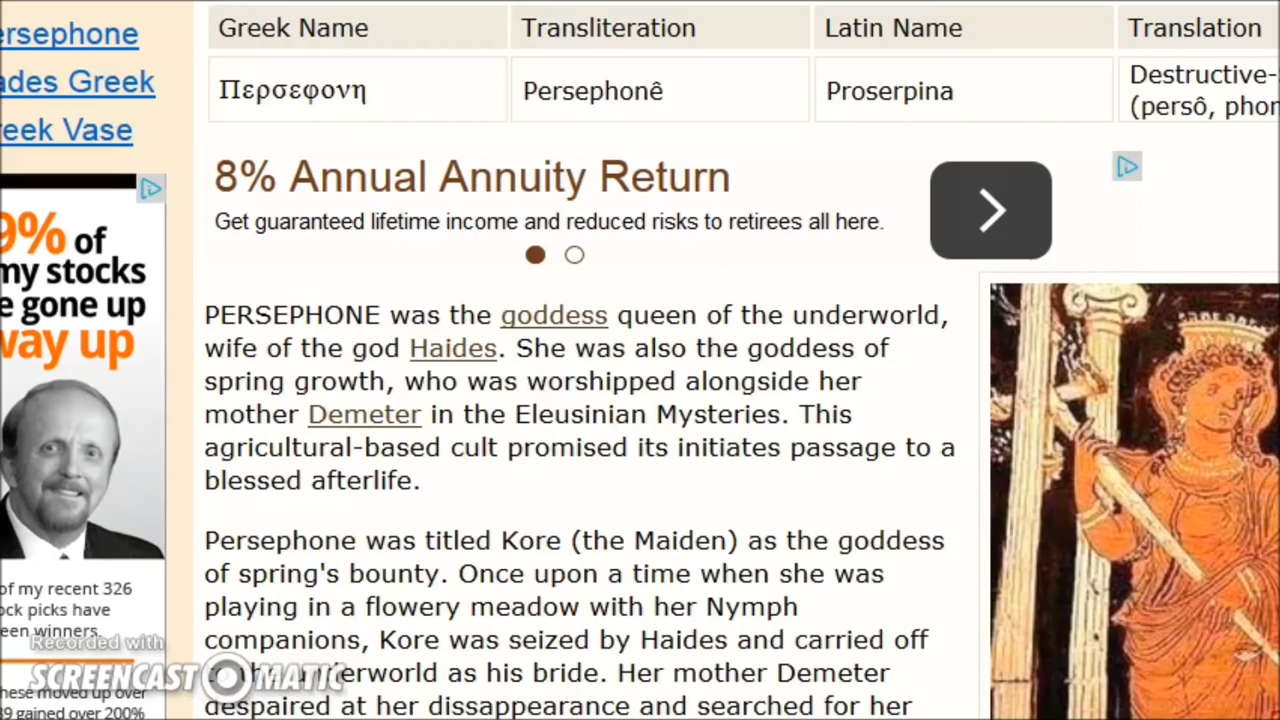 ersephone
ades Greek
reek Vase
9% of
my stocks
e gone up
way up
of my recent 326
ock picks have
een winners.
hese moved up over
39 gained over 200%
Greek Name Transliteration Latin Name Translation
Περσεφονη Persephonê Proserpina Destructive-
(persô, phon
8% Annual Annuity Return
Get guaranteed lifetime income and reduced risks to retirees all here.
PERSEPHONE was the goddess queen of the underworld,
wife of the god Haides. She was also the goddess of
spring growth, who was worshipped alongside her
mother Demeter in the Eleusinian Mysteries. This
agricultural-based cult promised its initiates passage to a
blessed afterlife.
Persephone was titled Kore (the Maiden) as the goddess
of spring's bounty. Once upon a time when she was
playing in a flowery meadow with her Nymph
companions, Kore was seized by Haides and carried off
to the underworld as his bride. Her mother Demeter
despaired at her disappearance and searched for her
Recorded with
SCREENCAST-O-MATIC